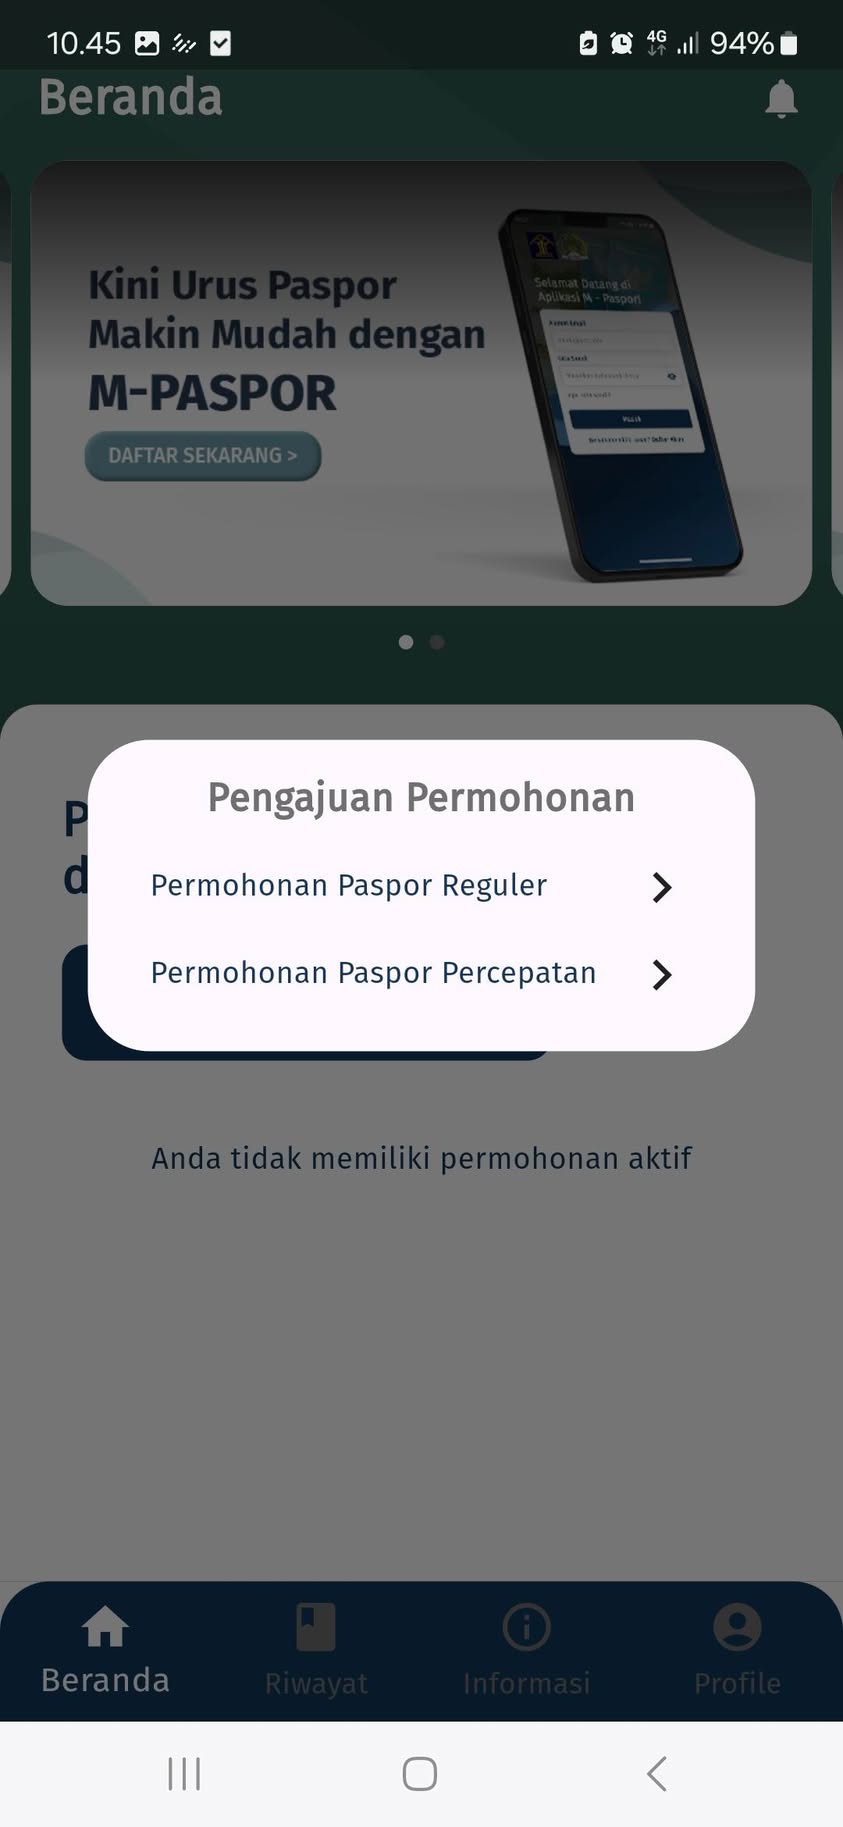 10.45
4G
94%
Beranda
Kini Urus Paspor
Makin Mudah dengan
M-PASPOR
DAFTAR SEKARANG >
Selamat Datang di
Aplikasi M - Paspor!
Pengajuan Permohonan
P
d
Permohonan Paspor Reguler
Permohonan Paspor Percepatan
Anda tidak memiliki permohonan aktif
Beranda
Riwayat
Informasi
Profile